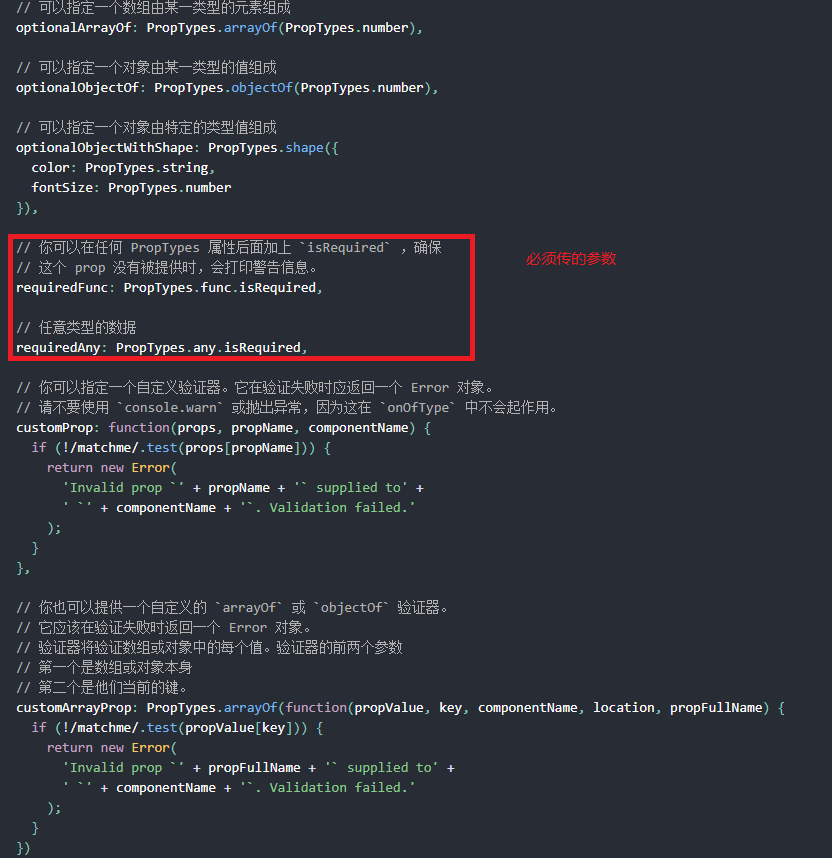 // 可以指定一个数组由某一类型的元素组成
optionalArrayOf: PropTypes.arrayOf(PropTypes.number),
// 可以指定一个对象由某一类型的值组成
optionalObjectOf: PropTypes.objectOf(PropTypes.number),
// 可以指定一个对象由特定的类型值组成
optionalObjectWithShape: PropTypes.shape({
  color: PropTypes.string,
  fontSize: PropTypes.number
}),
// 你可以在任何 PropTypes 属性后面加上 `isRequired` ，确保
// 这个 prop 没有被提供时，会打印警告信息。
必须传的参数
requiredFunc: PropTypes.func.isRequired,
// 任意类型的数据
requiredAny: PropTypes.any.isRequired,
// 你可以指定一个自定义验证器。它在验证失败时应返回一个 Error 对象。
// 请不要使用 `console.warn` 或抛出异常，因为这在 `onOfType` 中不会起作用。
customProp: function(props, propName, componentName) {
  if (!/matchme/.test(props[propName])) {
    return new Error(
      'Invalid prop `' + propName + '` supplied to' +
      ' `' + componentName + '`. Validation failed.'
    );
  }
},
// 你也可以提供一个自定义的 `arrayOf` 或 `objectOf` 验证器。
// 它应该在验证失败时返回一个 Error 对象。
// 验证器将验证数组或对象中的每个值。验证器的前两个参数
// 第一个是数组或对象本身
// 第二个是他们当前的键。
customArrayProp: PropTypes.arrayOf(function(propValue, key, componentName, location, propFullName) {
  if (!/matchme/.test(propValue[key])) {
    return new Error(
      'Invalid prop `' + propFullName + '` supplied to' +
      ' `' + componentName + '`. Validation failed.'
    );
  }
})